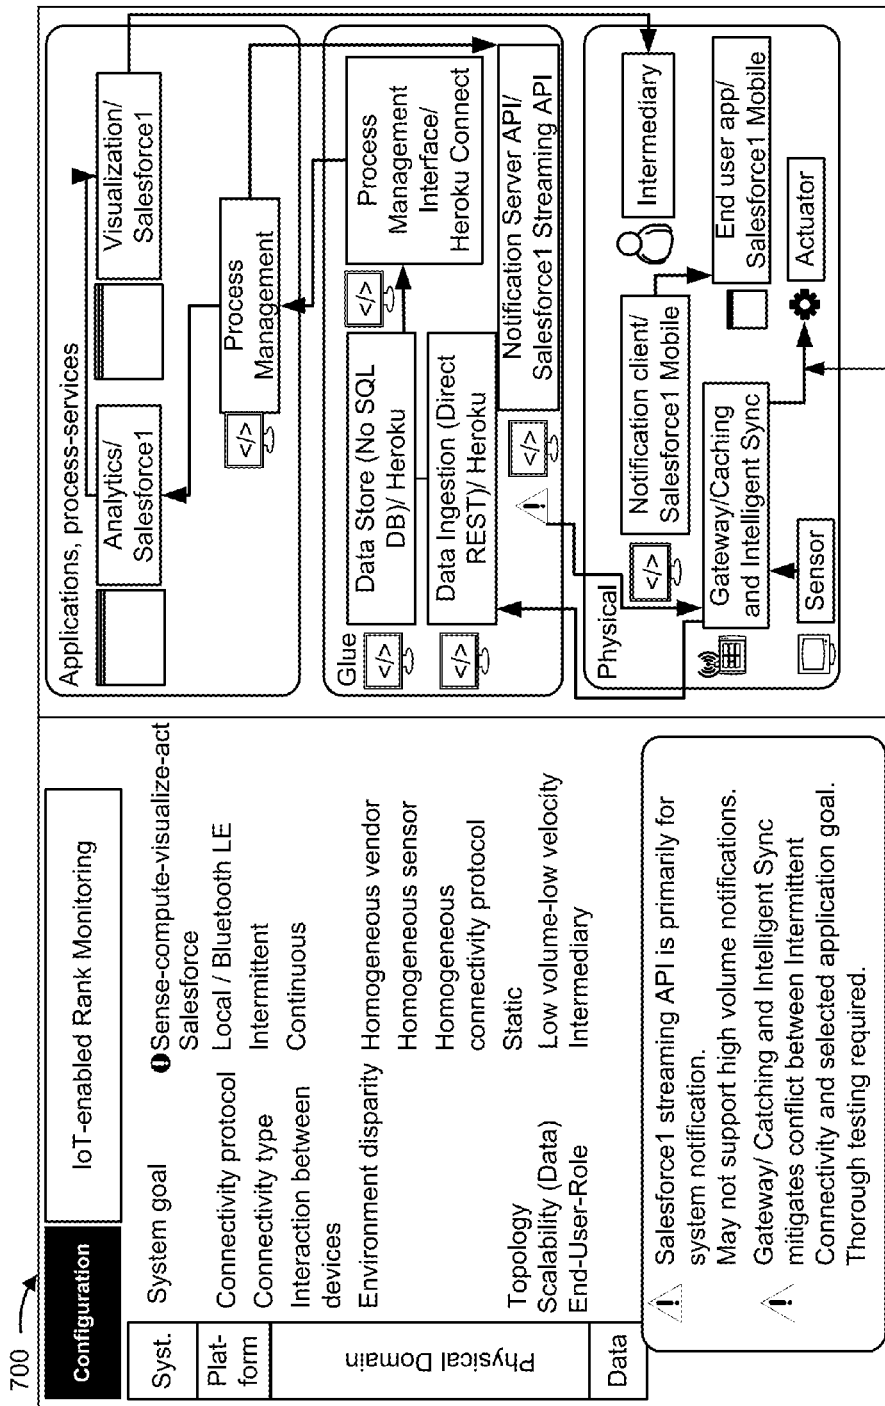 700
Configuration
IoT-enabled Rank Monitoring
Syst.
System goal
Sense-compute-visualize-act
Salesforce
Plat-
form
Connectivity protocol
Local / Bluetooth LE
Connectivity type
Intermittent
Physical Domain
Interaction between
devices
Continuous
Environment disparity
Homogeneous vendor
Homogeneous sensor
Homogeneous
connectivity protocol
Topology
Static
Data
Scalability (Data)
Low volume-low velocity
End-User-Role
Intermediary
Salesforce1 streaming API is primarily for
system notification.
May not support high volume notifications.
Gateway/ Catching and Intelligent Sync
mitigates conflict between Intermittent
Connectivity and selected application goal.
Thorough testing required.
Applications, process-services
Analytics/
Salesforce1
Visualization/
Salesforce1
Process
Management
Glue
</>
Data Store (No SQL
DB)/ Heroku
</>
Process
Management
Interface/
Heroku Connect
</>
Data Ingestion (Direct
REST)/ Heroku
</>
Notification Server API/
Salesforce1 Streaming API
</>
Physical
</>
Notification client/
Salesforce1 Mobile
Intermediary
Gateway/Caching
and Intelligent Sync
End user app/
Salesforce1 Mobile
Sensor
Actuator
</>